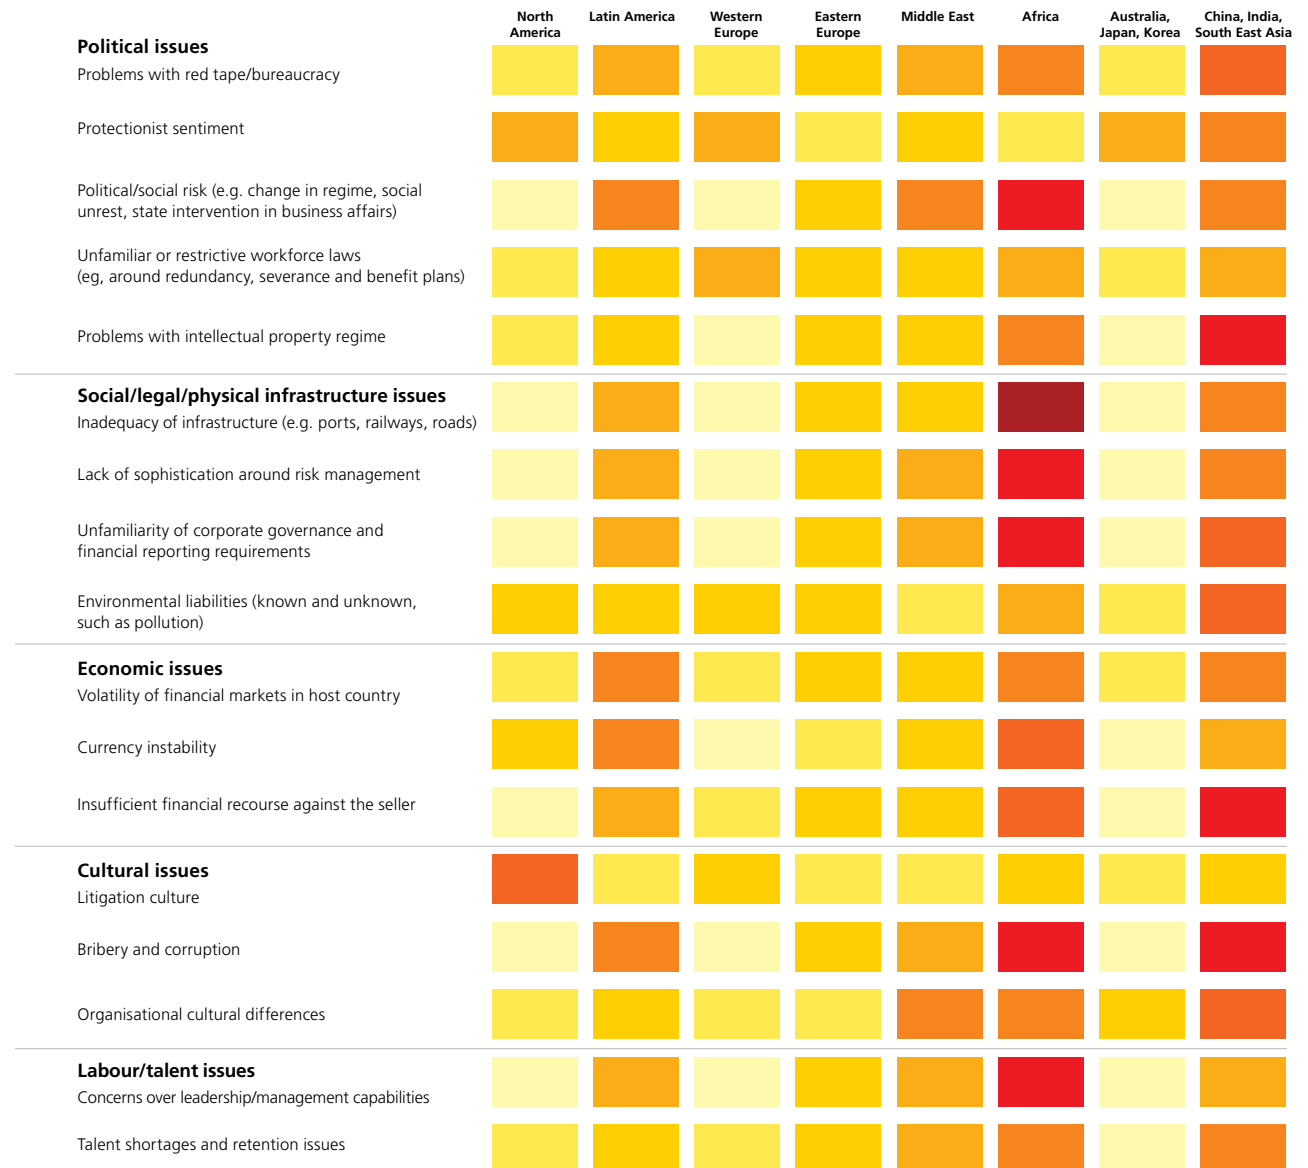 North Latin America Western Eastern Middle East Africa Australia, China, India,
America Europe Europe Japan, Korea South East Asia
Political issues
Problems with red tape/bureaucracy
Protectionist sentiment
Political/social risk (e.g. change in regime, social
unrest, state intervention in business affairs)
Unfamiliar or restrictive workforce laws
(eg, around redundancy, severance and benefit plans)
Problems with intellectual property regime
Social/legal/physical infrastructure issues
Inadequacy of infrastructure (e.g. ports, railways, roads)
Lack of sophistication around risk management
Unfamiliarity of corporate governance and
financial reporting requirements
Environmental liabilities (known and unknown,
such as pollution)
Economic issues
Volatility of financial markets in host country
Currency instability
Insufficient financial recourse against the seller
Cultural issues
Litigation culture
Bribery and corruption
Organisational cultural differences
Labour/talent issues
Concerns over leadership/management capabilities
Talent shortages and retention issues